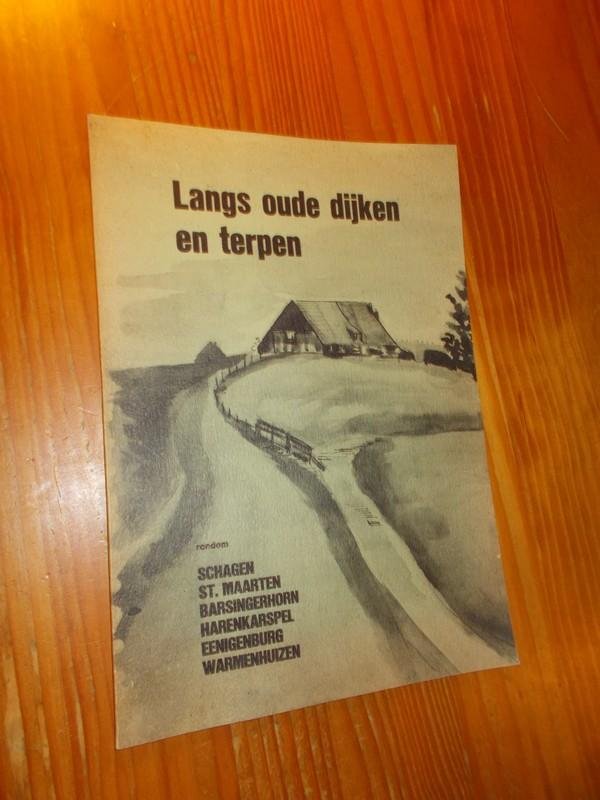 Langs oude dijken
en terpen
rondom
SCHAGEN
ST. MAARTEN
BARSINGERHORN
HARENKARSPEL
EENIGENBURG
WARMENHUIZEN